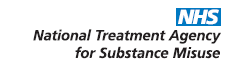 NHS
National Treatment Agency
for Substance Misuse